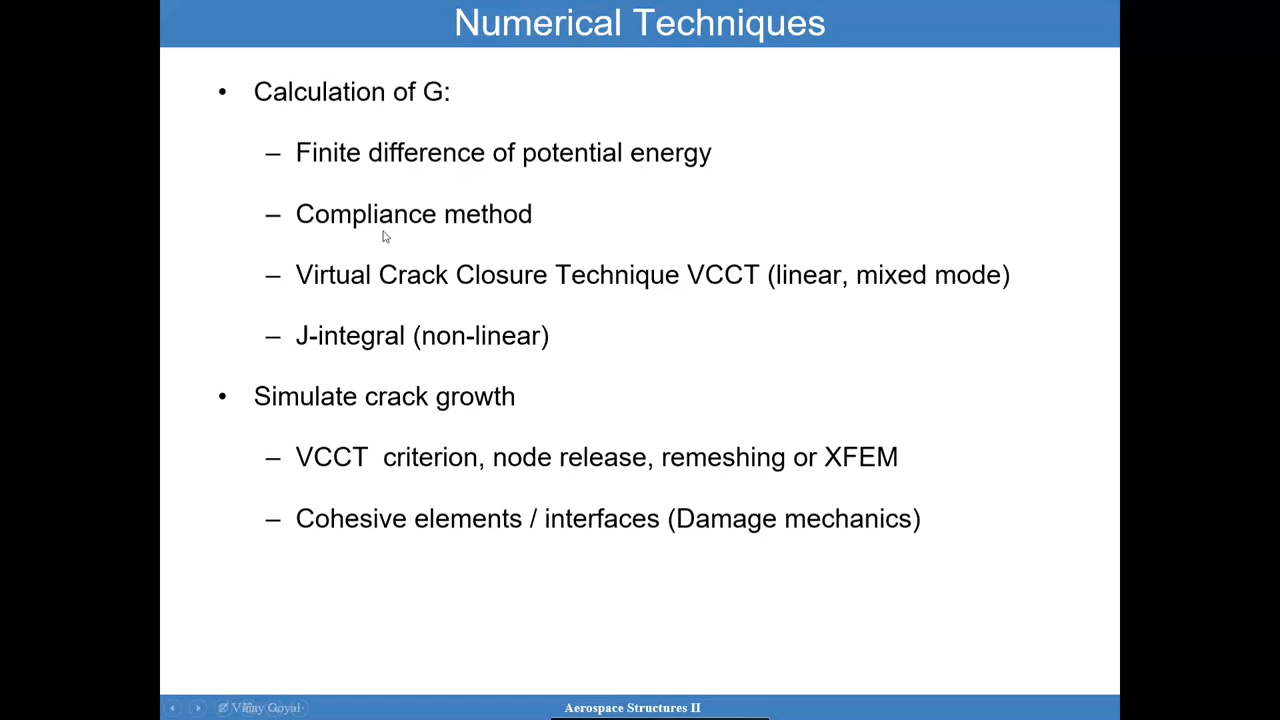 Numerical Techniques
• Calculation of G:
– Finite difference of potential energy
– Compliance method
– Virtual Crack Closure Technique VCCT (linear, mixed mode)
– J-integral (non-linear)
• Simulate crack growth
– VCCT criterion, node release, remeshing or XFEM
– Cohesive elements / interfaces (Damage mechanics)
Vinay Goyal
Aerospace Structures II